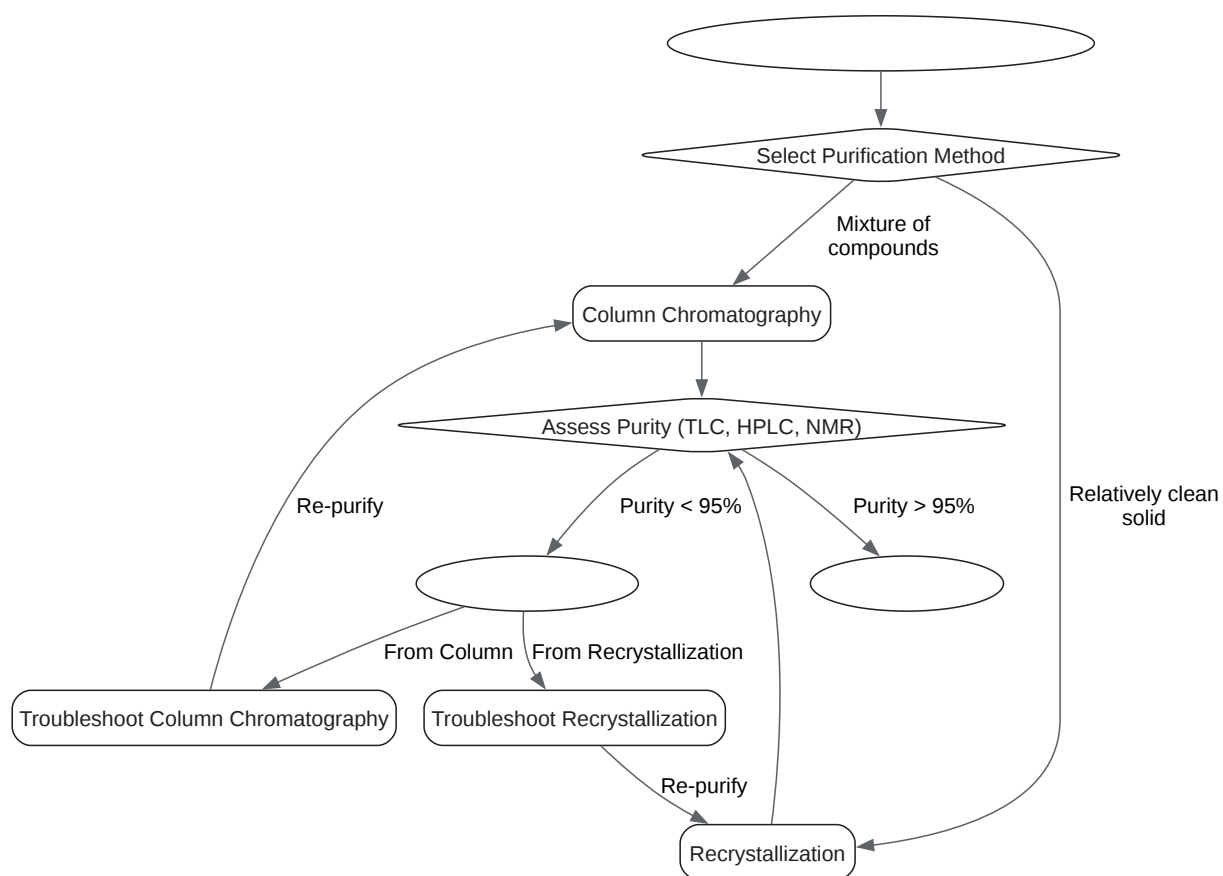 Select Purification Method
Mixture of
compounds
Column Chromatography
Assess Purity (TLC, HPLC, NMR)
Re-purify
Purity < 95%
Purity > 95%
Relatively clean
solid
From Column
From Recrystallization
Troubleshoot Column Chromatography
Troubleshoot Recrystallization
Re-purify
Recrystallization